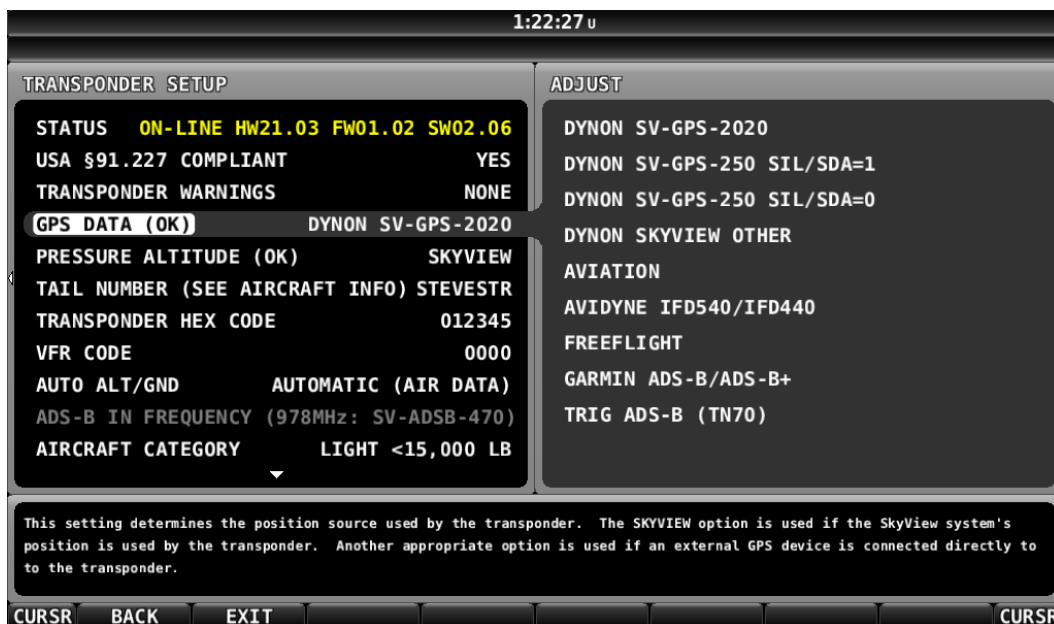 1:22:27 U
TRANSPONDER SETUP
STATUS ON-LINE HW21.03 FW01.02 SW02.06
USA §91.227 COMPLIANT YES
TRANSPONDER WARNINGS NONE
GPS DATA (OK) DYNON SV-GPS-2020
PRESSURE ALTITUDE (OK) SKYVIEW
TAIL NUMBER (SEE AIRCRAFT INFO) STEVESTR
TRANSPONDER HEX CODE 012345
VFR CODE 0000
AUTO ALT/GND AUTOMATIC (AIR DATA)
ADS-B IN FREQUENCY (978MHz: SV-ADSB-470)
AIRCRAFT CATEGORY LIGHT <15,000 LB
ADJUST
DYNON SV-GPS-2020
DYNON SV-GPS-250 SIL/SDA=1
DYNON SV-GPS-250 SIL/SDA=0
DYNON SKYVIEW OTHER
AVIATION
AVIDYNE IFD540/IFD440
FREEFLIGHT
GARMIN ADS-B/ADS-B+
TRIG ADS-B (TN70)
This setting determines the position source used by the transponder. The SKYVIEW option is used if the SkyView system's
position is used by the transponder. Another appropriate option is used if an external GPS device is connected directly to
to the transponder.
CURSR BACK EXIT CURSR